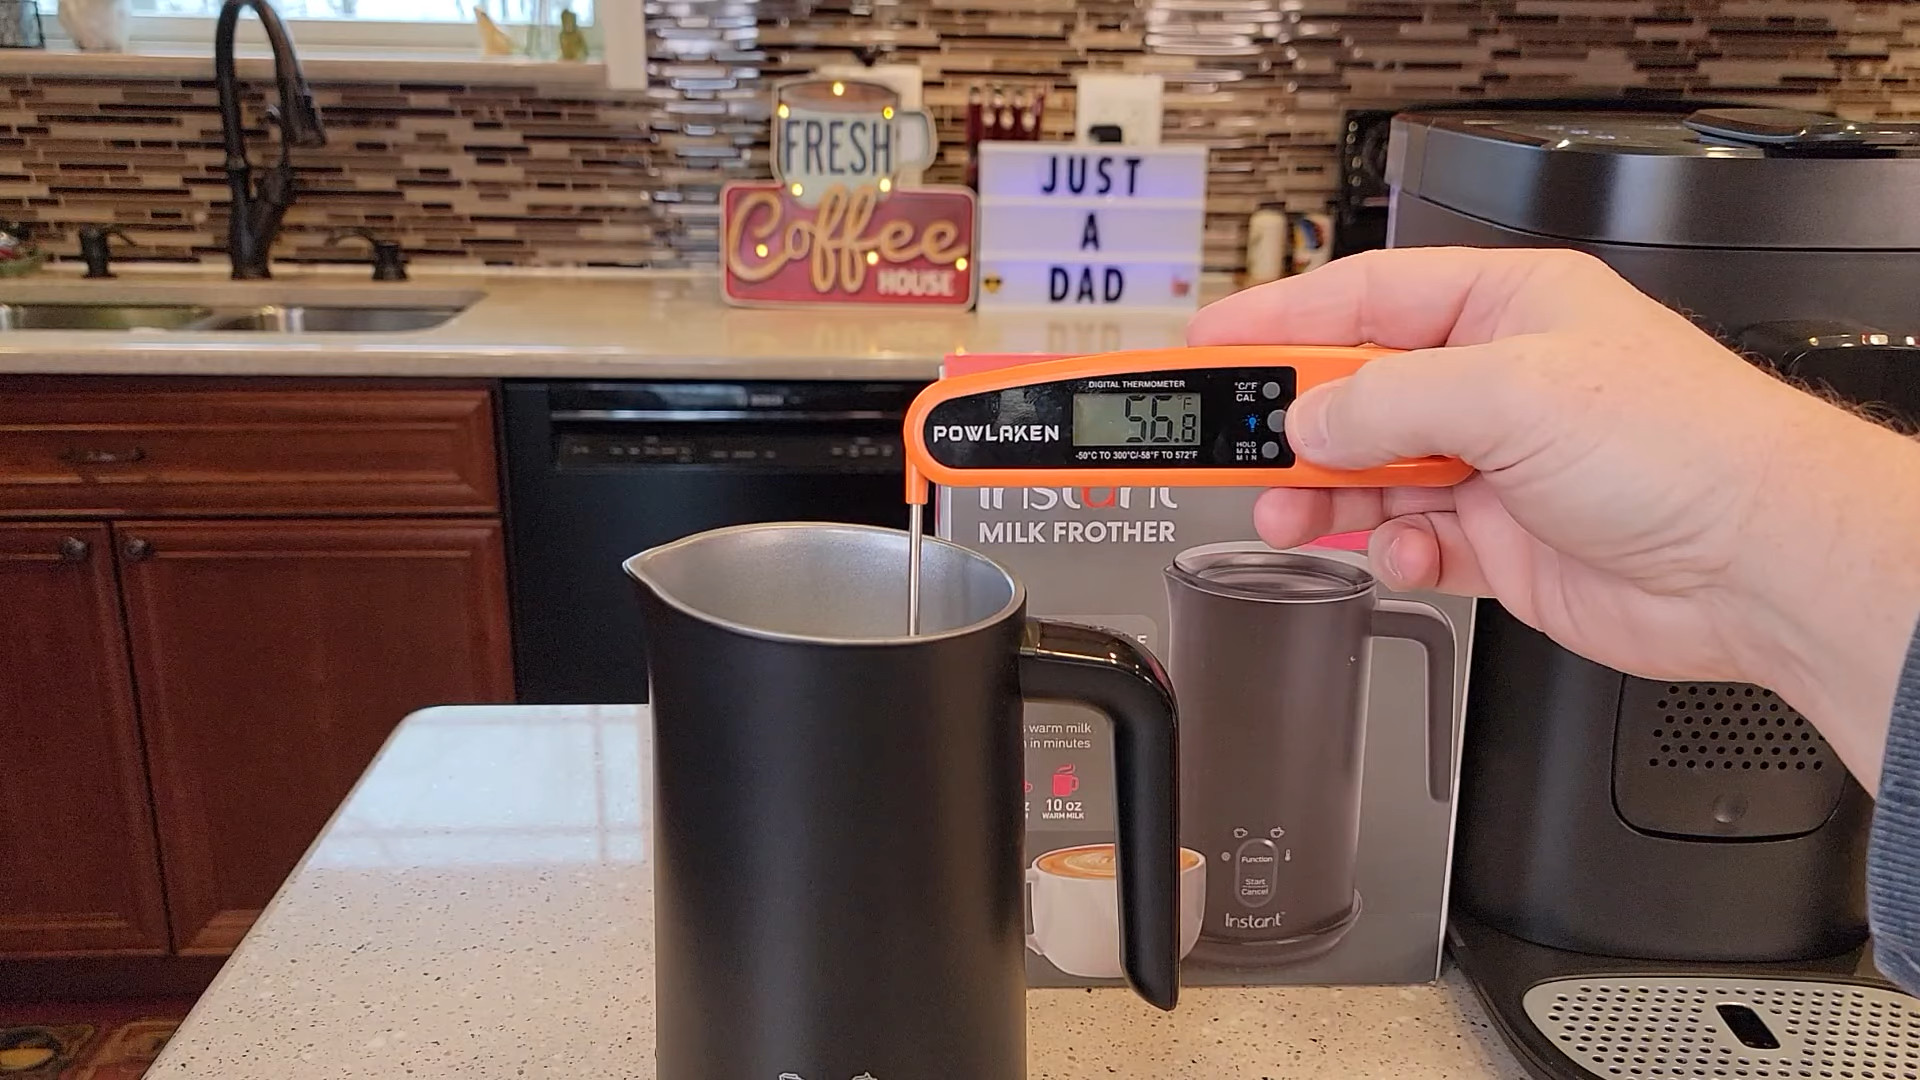 FRESH
Coffee
HOUSE
JUST
A
DAD
DIGITAL THERMOMETER
POWLAKEN
56.8 °F
-50°C TO 300°C/-58°F TO 572°F
°C/°F
CAL
HOLD
MAX
MIN
instant
MILK FROTHER
warm milk
in minutes
10 oz
WARM MILK
Function
Start
Cancel
Instant